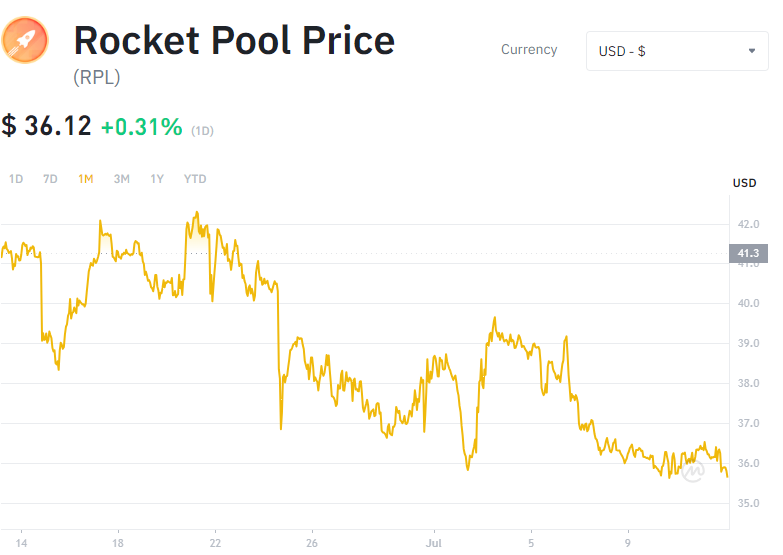 Rocket Pool Price
(RPL)
Currency
USD - $
$ 36.12 +0.31% (1D)
1D 7D 1M 3M 1Y YTD
USD
42.0
41.3
41.0
40.0
39.0
38.0
37.0
36.0
35.0
14 18 22 26 Jul 5 9